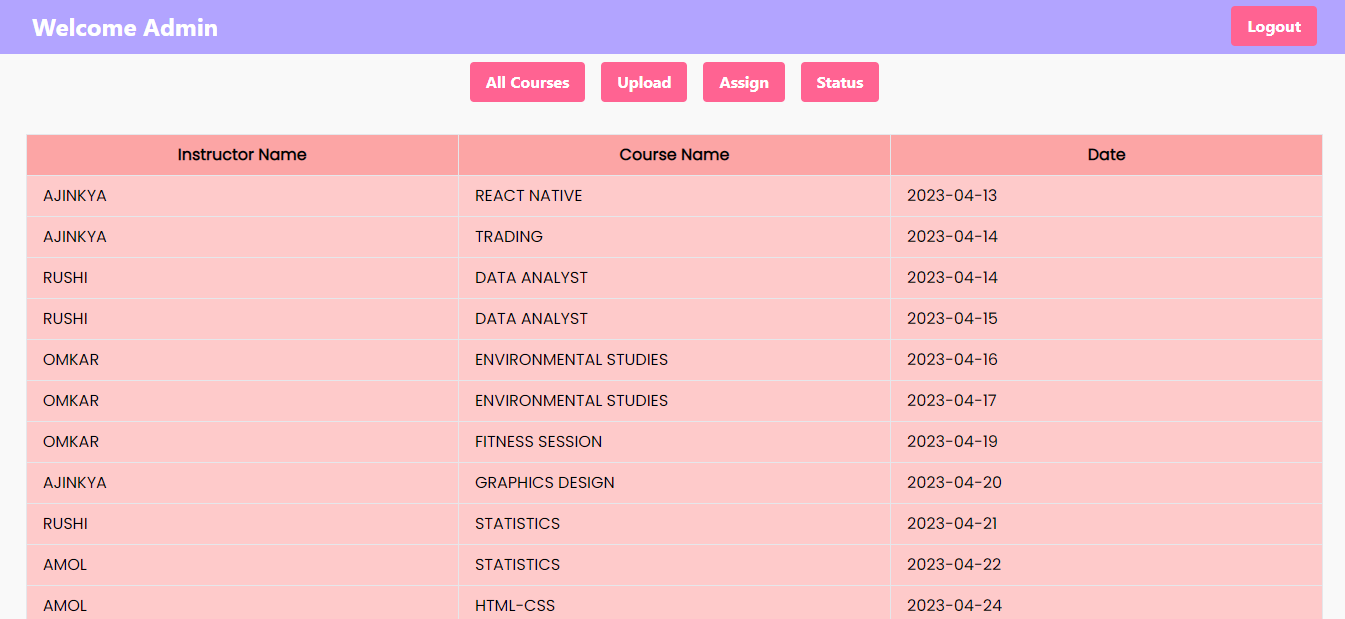 Welcome Admin Logout
All Courses Upload Assign Status
Instructor Name Course Name Date
AJINKYA REACT NATIVE 2023-04-13
AJINKYA TRADING 2023-04-14
RUSHI DATA ANALYST 2023-04-14
RUSHI DATA ANALYST 2023-04-15
OMKAR ENVIRONMENTAL STUDIES 2023-04-16
OMKAR ENVIRONMENTAL STUDIES 2023-04-17
OMKAR FITNESS SESSION 2023-04-19
AJINKYA GRAPHICS DESIGN 2023-04-20
RUSHI STATISTICS 2023-04-21
AMOL STATISTICS 2023-04-22
AMOL HTML-CSS 2023-04-24